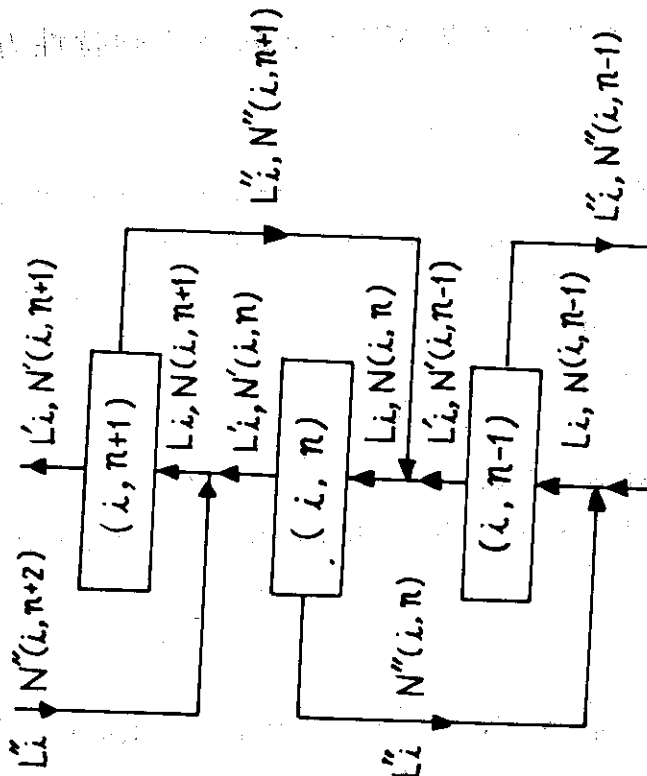 L″i, N″(i, n+1)
L″i, N″(i, n-1)
L′i, N′(i, n+1)
(i, n+1)
Li, N(i, n+1)
L′i, N′(i, n)
(i, n)
Li, N(i, n)
L′i, N′(i, n-1)
(i, n-1)
Li, N(i, n-1)
L″i N″(i, n+2)
L″i N″(i, n)